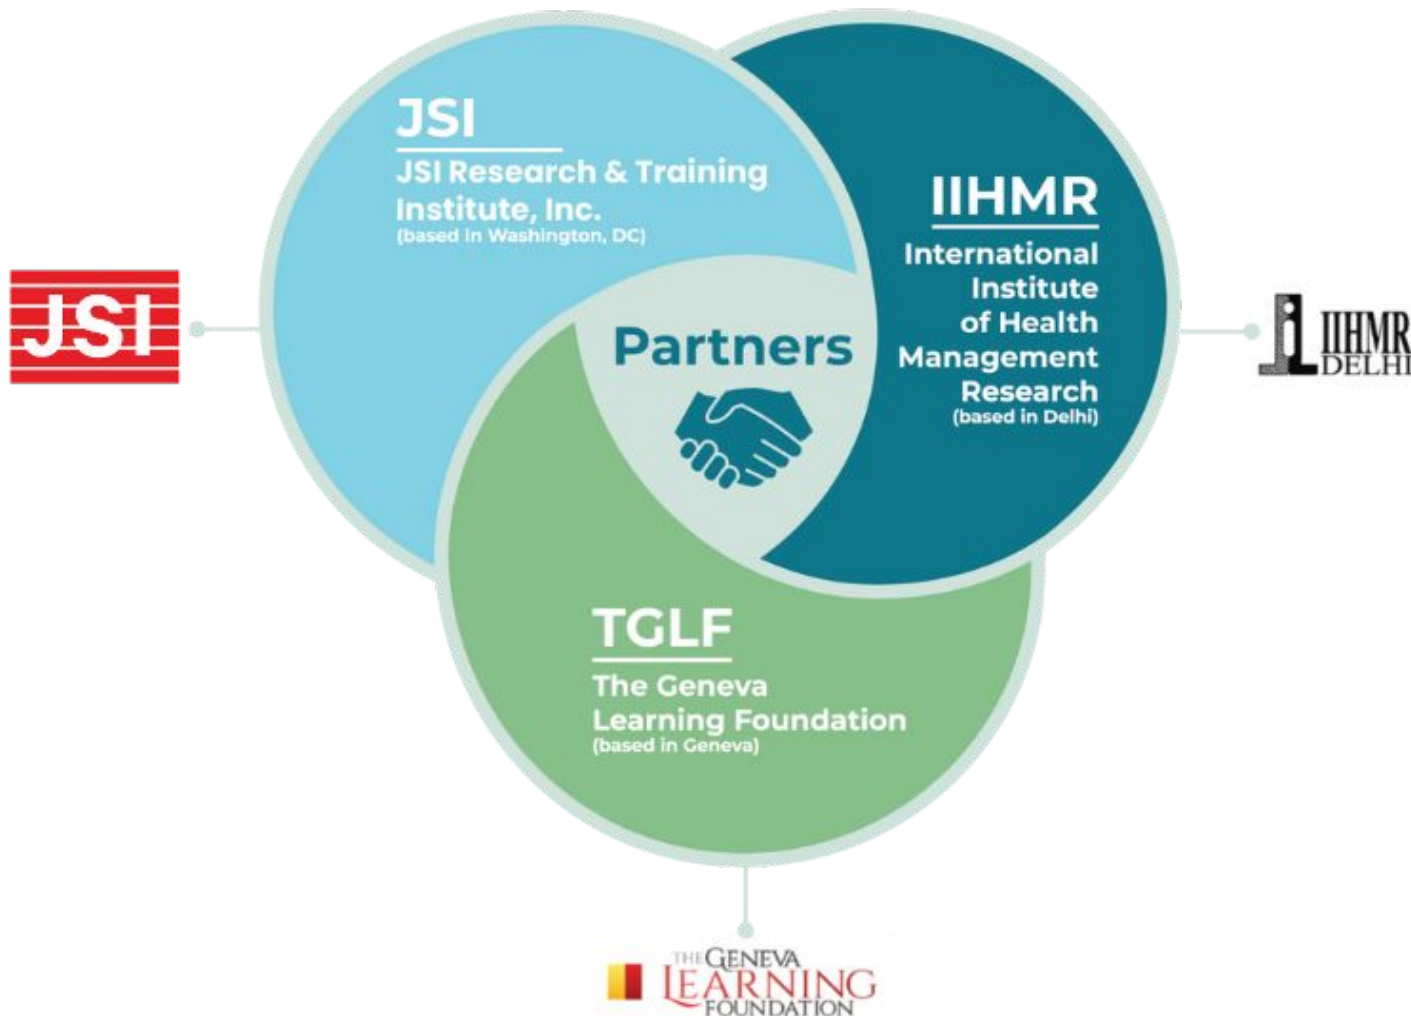 JSI
JSI Research & Training
Institute, Inc.
(based in Washington, DC)
IIHMR
International
Institute
of Health
Management
Research
(based in Delhi)
Partners
TGLF
The Geneva
Learning Foundation
(based in Geneva)
JSI
IIHMR
DELHI
THE GENEVA
LEARNING
FOUNDATION